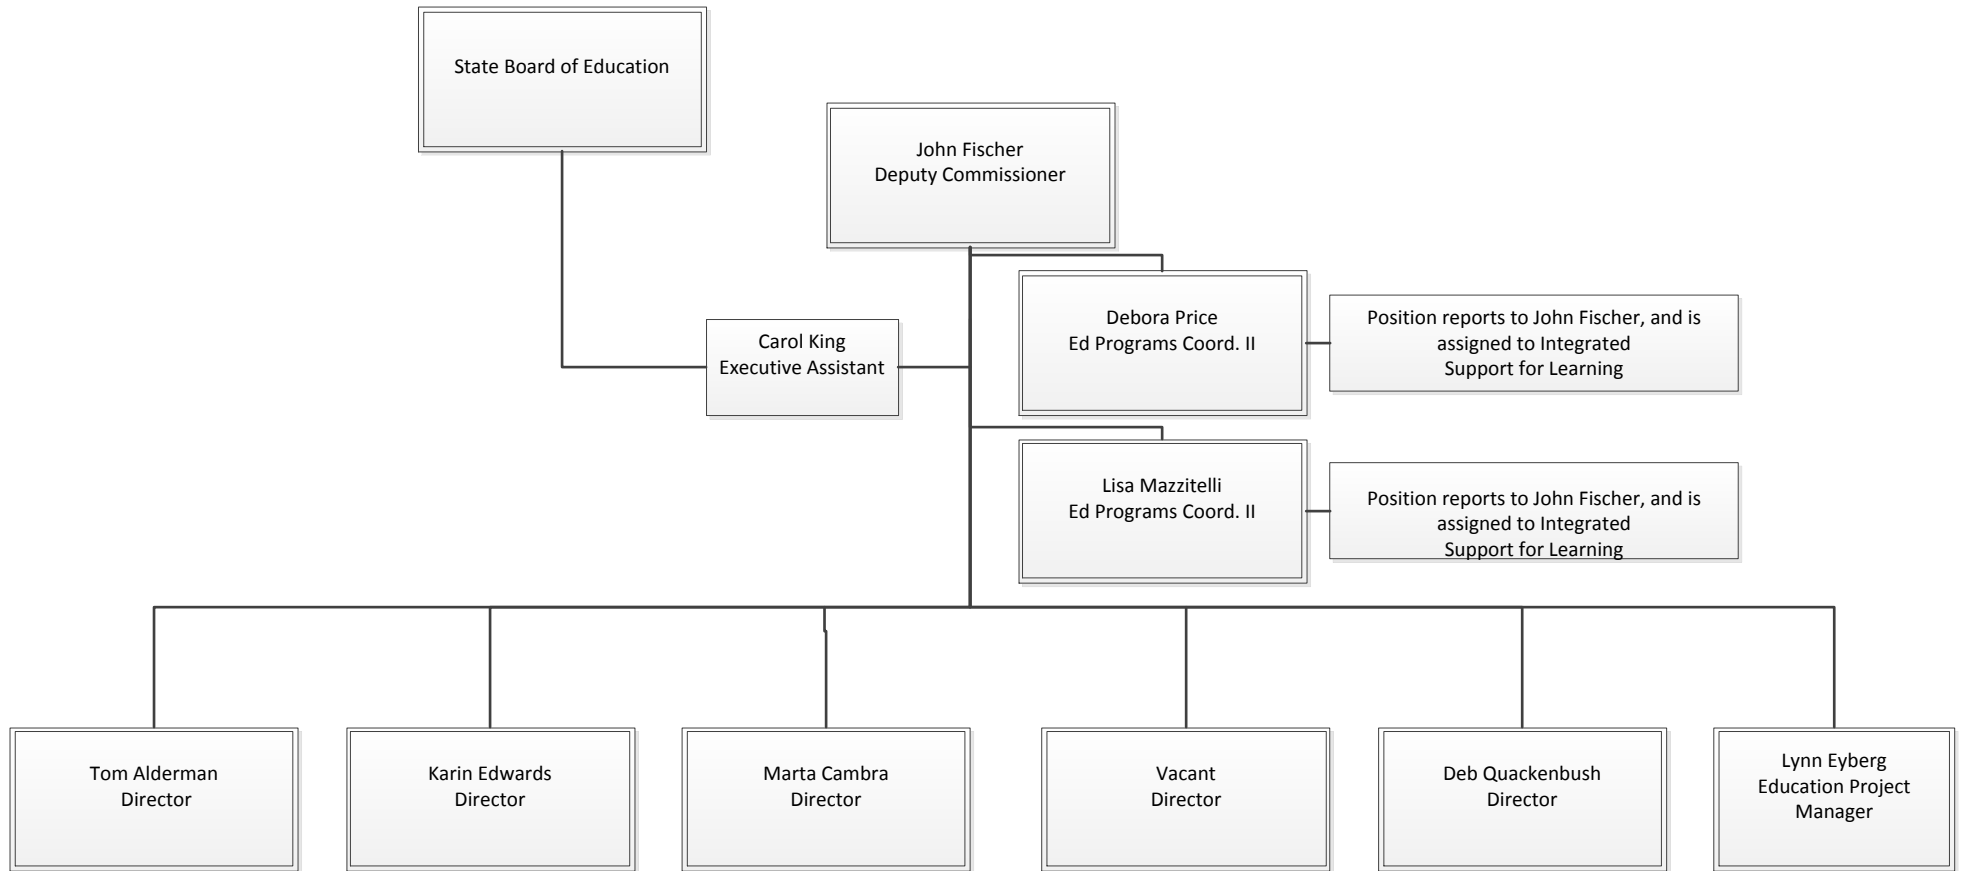 State Board of Education
John Fischer
Deputy Commissioner
Debora Price
Ed Programs Coord. II
Position reports to John Fischer, and is
assigned to Integrated
Support for Learning
Carol King
Executive Assistant
Lisa Mazzitelli
Ed Programs Coord. II
Position reports to John Fischer, and is
assigned to Integrated
Support for Learning
Tom Alderman
Director
Karin Edwards
Director
Marta Cambra
Director
Vacant
Director
Deb Quackenbush
Director
Lynn Eyberg
Education Project
Manager